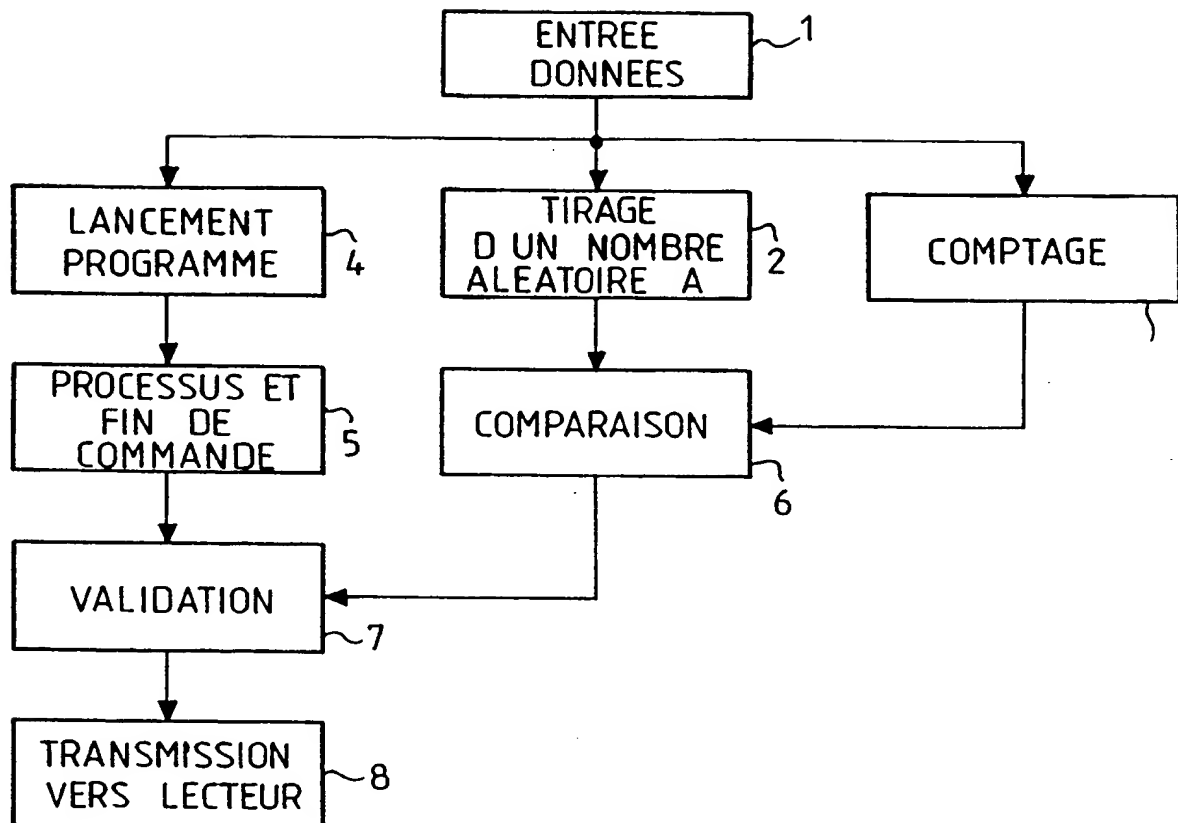 ENTREE
DONNEES
1
LANCEMENT
PROGRAMME
4
TIRAGE
D UN NOMBRE
ALEATOIRE A
2
COMPTAGE
PROCESSUS ET
FIN DE
COMMANDE
5
COMPARAISON
6
VALIDATION
7
TRANSMISSION
VERS LECTEUR
8